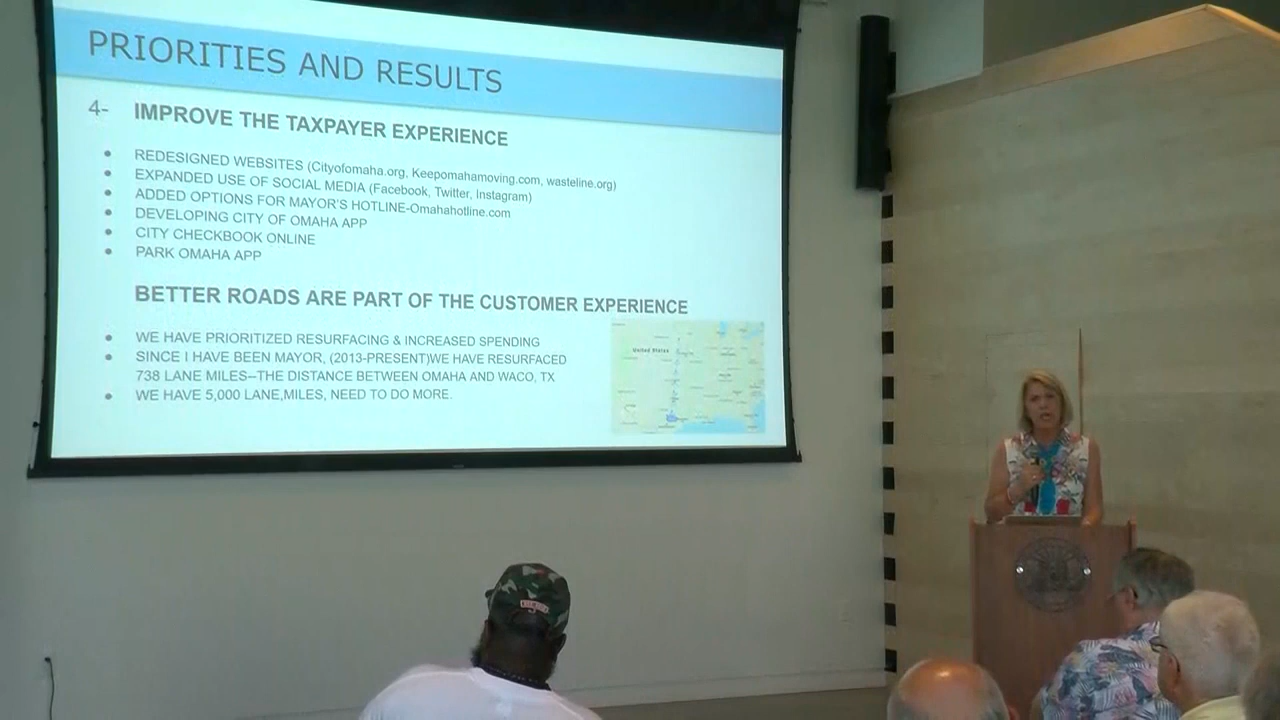 PRIORITIES AND RESULTS
4- IMPROVE THE TAXPAYER EXPERIENCE
• REDESIGNED WEBSITES (Cityofomaha.org, Keepomahamoving.com, wasteline.org)
• EXPANDED USE OF SOCIAL MEDIA (Facebook, Twitter, Instagram)
• ADDED OPTIONS FOR MAYOR'S HOTLINE-Omahahotline.com
• DEVELOPING CITY OF OMAHA APP
• CITY CHECKBOOK ONLINE
• PARK OMAHA APP
BETTER ROADS ARE PART OF THE CUSTOMER EXPERIENCE
• WE HAVE PRIORITIZED RESURFACING & INCREASED SPENDING
• SINCE I HAVE BEEN MAYOR, (2013-PRESENT)WE HAVE RESURFACED
738 LANE MILES--THE DISTANCE BETWEEN OMAHA AND WACO, TX
• WE HAVE 5,000 LANE,MILES, NEED TO DO MORE.
United States